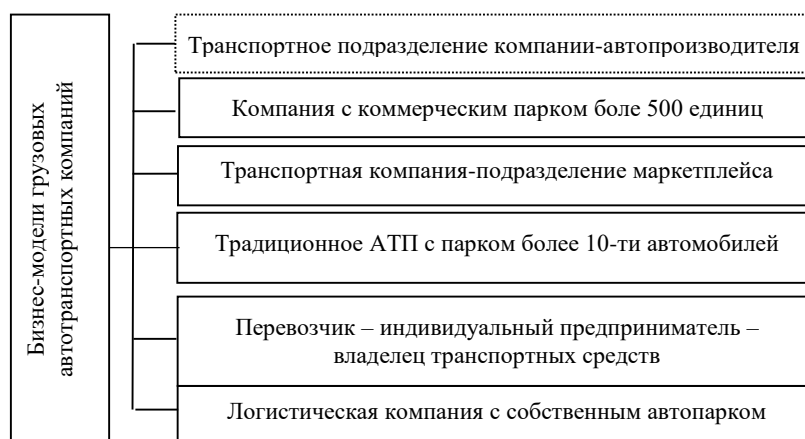 Бизнес-модели грузовых
автотранспортных компаний
Транспортное подразделение компании-автопроизводителя
Компания с коммерческим парком боле 500 единиц
Транспортная компания-подразделение маркетплейса
Традиционное АТП с парком более 10-ти автомобилей
Перевозчик – индивидуальный предприниматель –
владелец транспортных средств
Логистическая компания с собственным автопарком